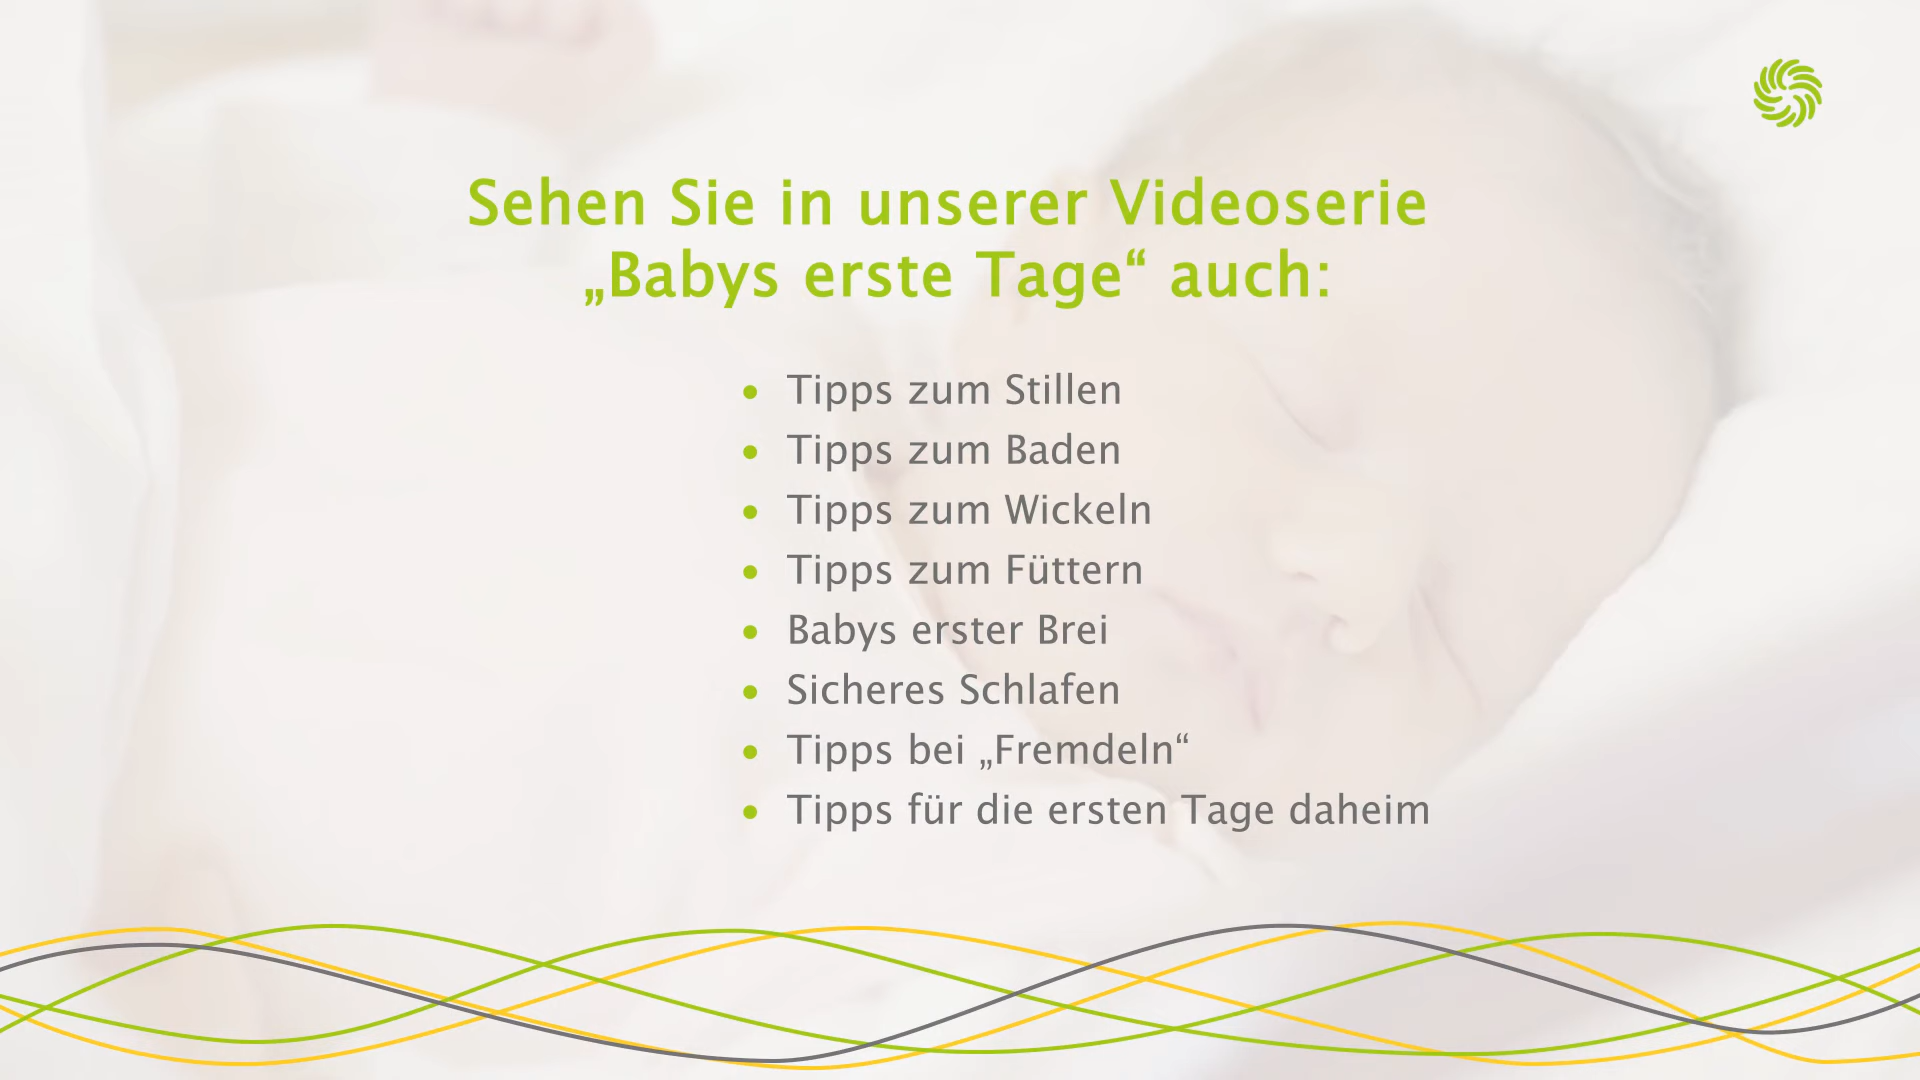 Sehen Sie in unserer Videoserie
„Babys erste Tage“ auch:
• Tipps zum Stillen
• Tipps zum Baden
• Tipps zum Wickeln
• Tipps zum Füttern
• Babys erster Brei
• Sicheres Schlafen
• Tipps bei „Fremdeln“
• Tipps für die ersten Tage daheim